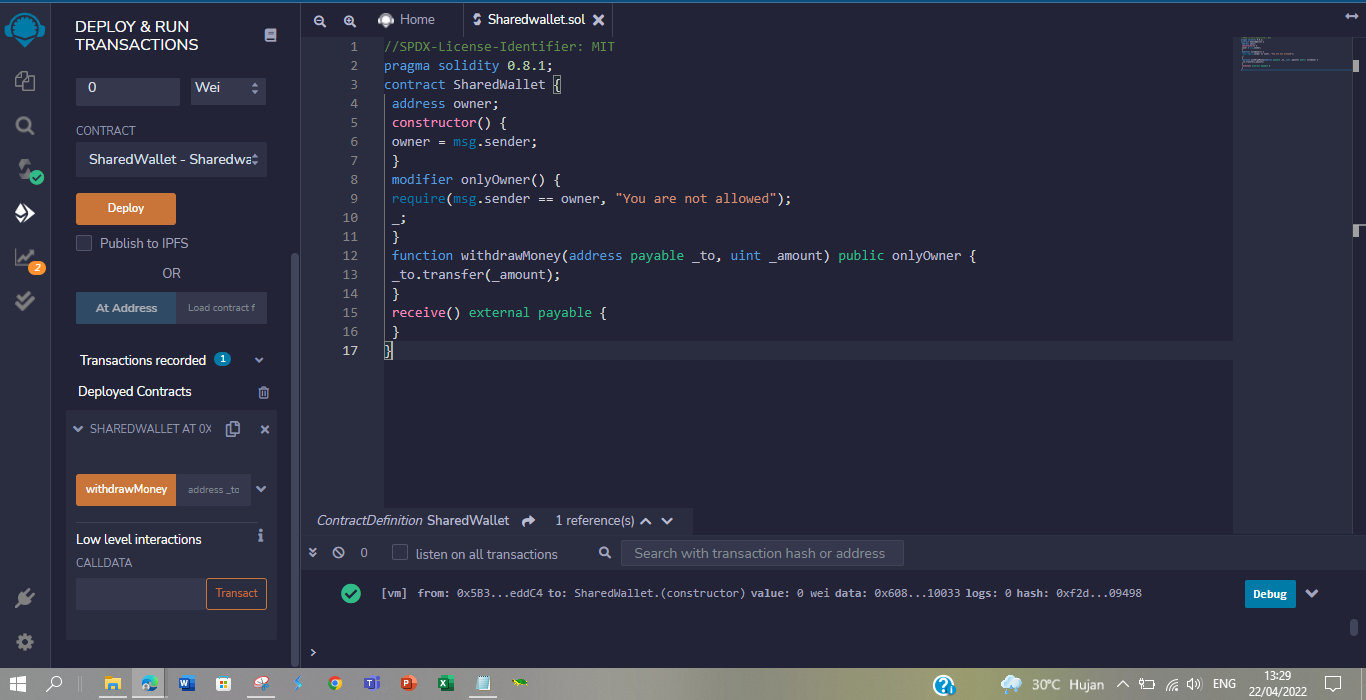 DEPLOY & RUN
TRANSACTIONS
0
Wei
CONTRACT
SharedWallet - Sharedwa
Deploy
Publish to IPFS
OR
At Address
Load contract f
Transactions recorded 1
Deployed Contracts
SHAREDWALLET AT 0X
withdrawMoney
address _to
Low level interactions
i
CALLDATA
Transact
2
Home
Sharedwallet.sol
1 //SPDX-License-Identifier: MIT
2 pragma solidity 0.8.1;
3 contract SharedWallet {
4 address owner;
5 constructor() {
6 owner = msg.sender;
7 }
8 modifier onlyOwner() {
9 require(msg.sender == owner, "You are not allowed");
10 _;
11 }
12 function withdrawMoney(address payable _to, uint _amount) public onlyOwner {
13 _to.transfer(_amount);
14 }
15 receive() external payable {
16 }
17 }
ContractDefinition SharedWallet 1 reference(s)
0 listen on all transactions
Search with transaction hash or address
[vm] from: 0x5B3...eddC4 to: SharedWallet.(constructor) value: 0 wei data: 0x608...10033 logs: 0 hash: 0xf2d...09498
Debug
>
30°C Hujan
ENG
13:29
22/04/2022